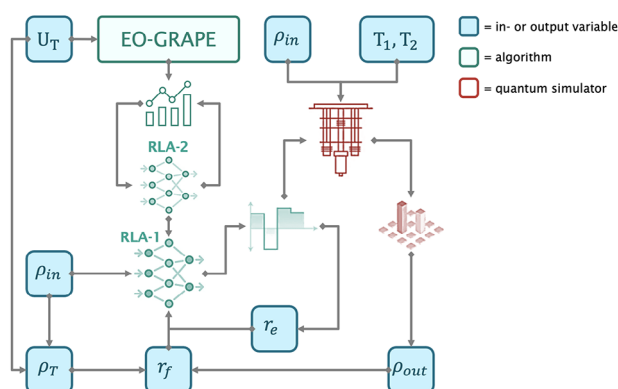 U_T
EO-GRAPE
ρ_in
T_1, T_2
= in- or output variable
= algorithm
= quantum simulator
RLA-2
RLA-1
ρ_in
r_e
ρ_T
r_f
ρ_out